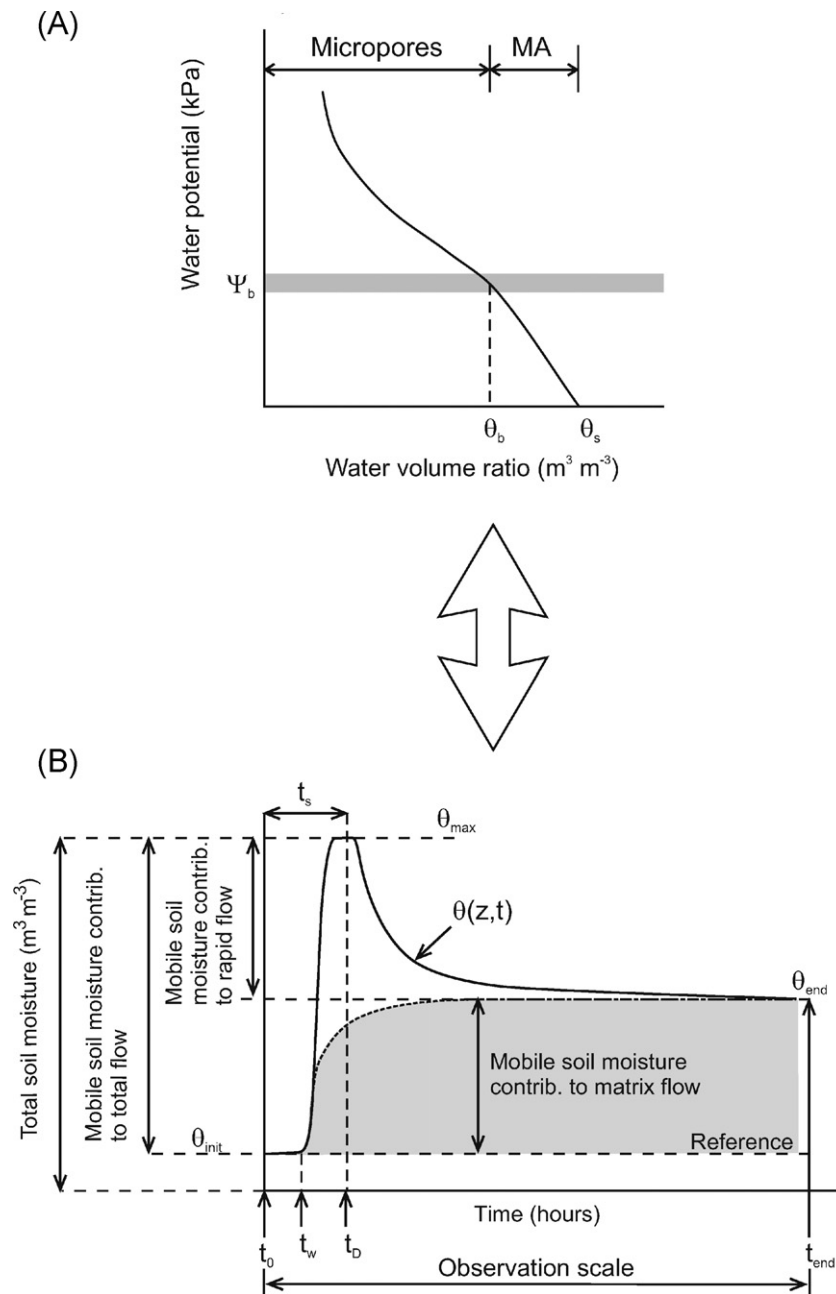 (A)
Micropores
MA
Water potential (kPa)
Ψb
θb
θs
Water volume ratio (m³ m⁻³)
(B)
ts
θmax
θ(z,t)
Total soil moisture (m³ m⁻³)
Mobile soil moisture contrib.
to total flow
Mobile soil
moisture contrib.
to rapid flow
θend
Mobile soil moisture
contrib. to matrix flow
θinit
Reference
Time (hours)
t0
tw
tD
tend
Observation scale